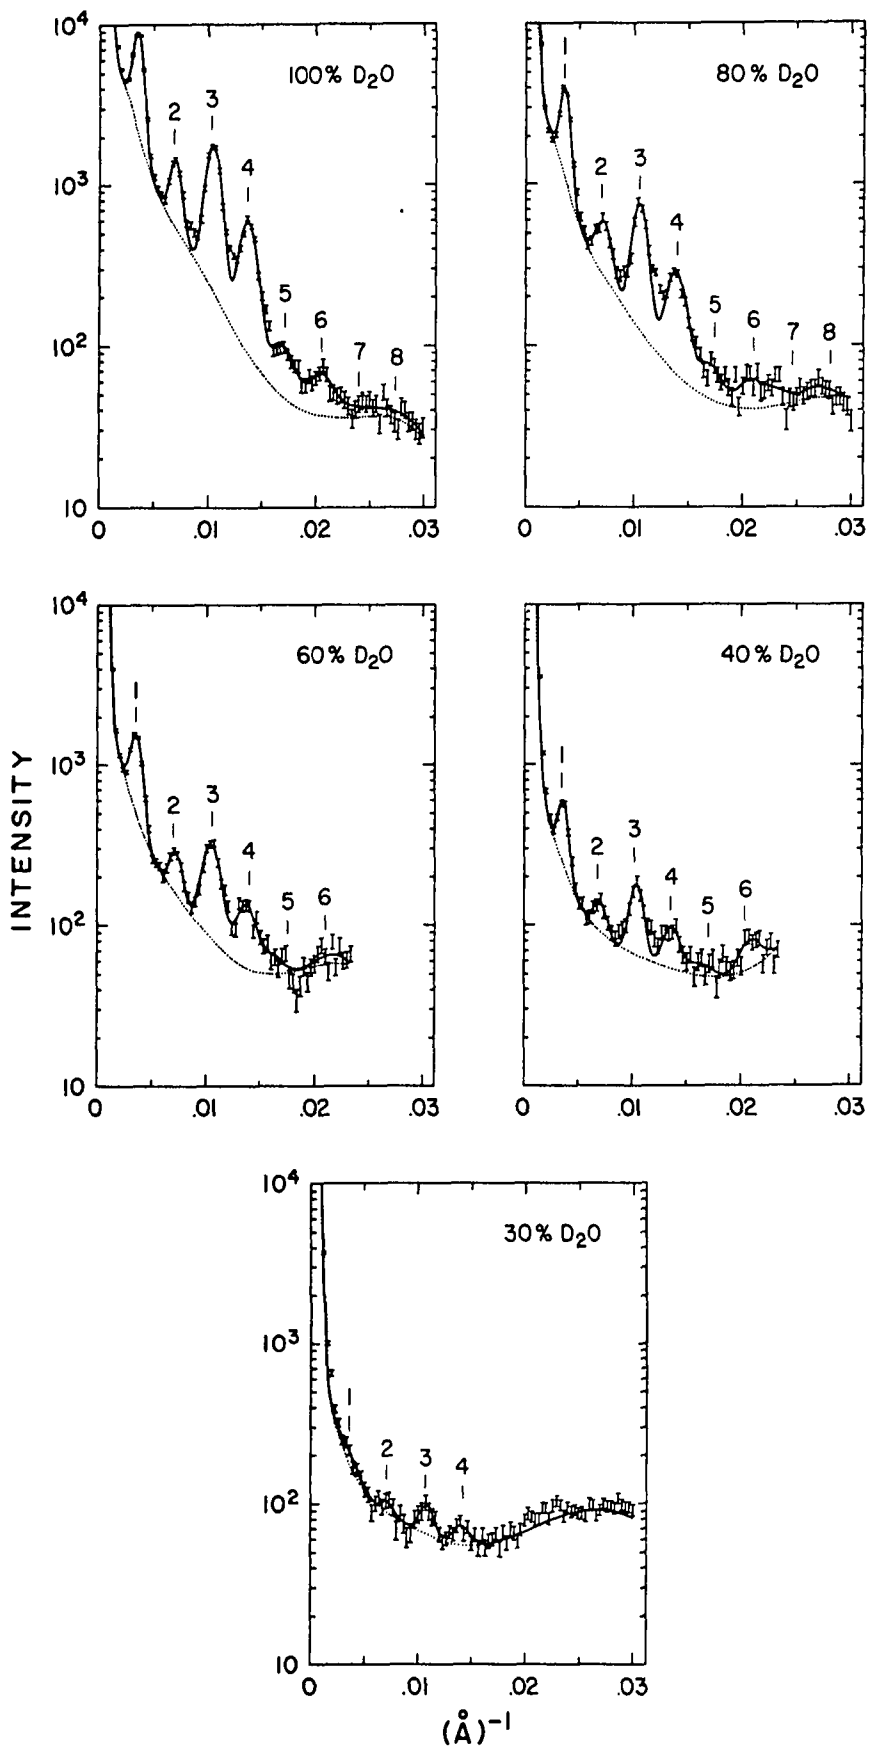 10⁴ 100% D₂O 80% D₂O
1
2 3 4 2 3 4
10³
5 6 7 8 5 6 7 8
10²
10
0 .01 .02 .03 0 .01 .02 .03
10⁴ 60% D₂O 40% D₂O
1 1
10³
2 3 4 2 3 4
5 6 5 6
10²
10
0 .01 .02 .03 0 .01 .02 .03
INTENSITY
10⁴ 30% D₂O
10³
1
2 3 4
10²
10
0 .01 .02 .03
(Å)⁻¹